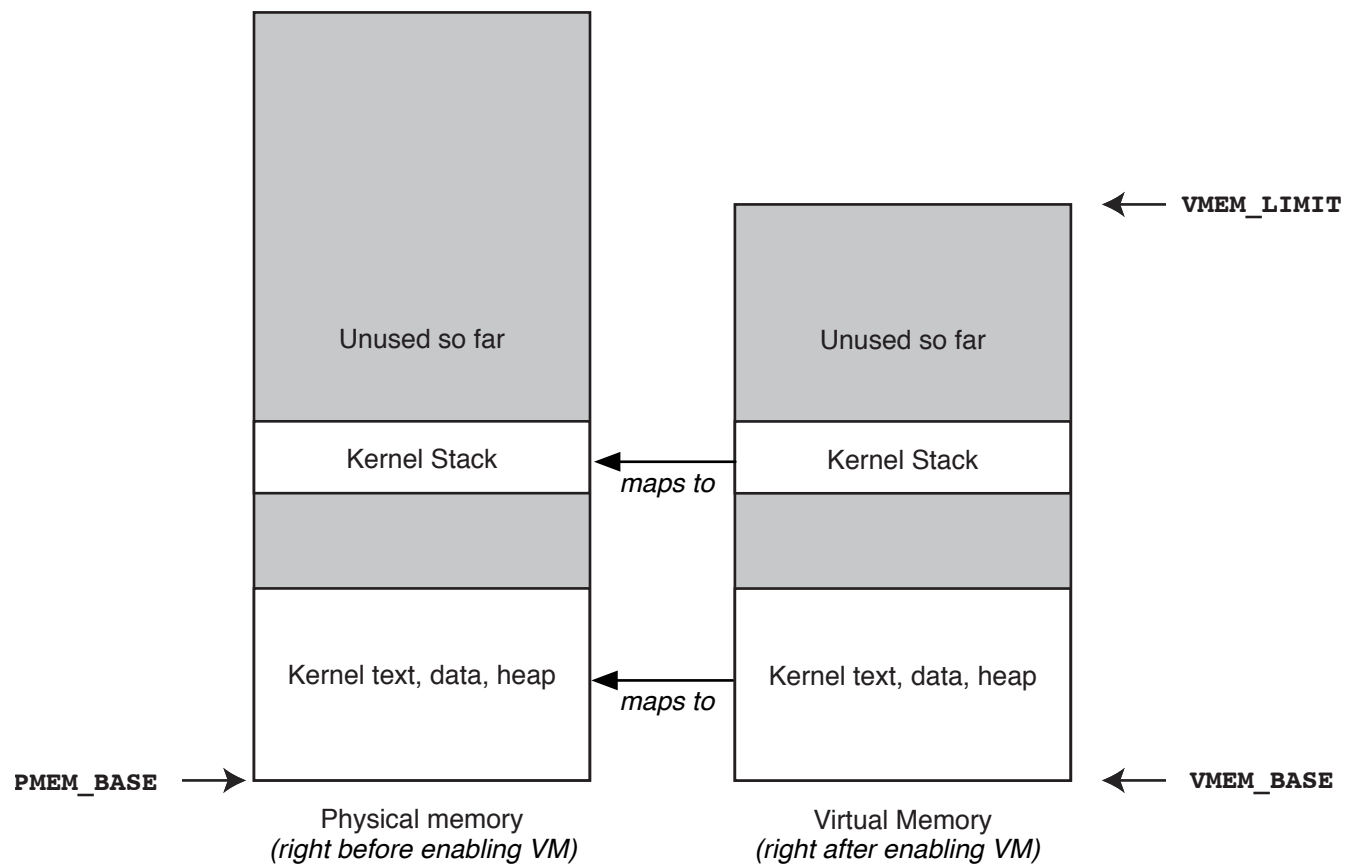 VMEM_LIMIT
Unused so far
Unused so far
Kernel Stack
maps to
Kernel Stack
Kernel text, data, heap
maps to
Kernel text, data, heap
PMEM_BASE
VMEM_BASE
Physical memory
(right before enabling VM)
Virtual Memory
(right after enabling VM)